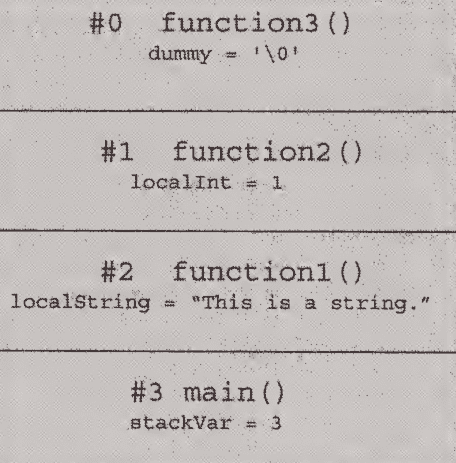 #0 function3()
dummy = '\0'
#1 function2()
localInt = 1
#2 function1()
localString = "This is a string."
#3 main()
stackVar = 3